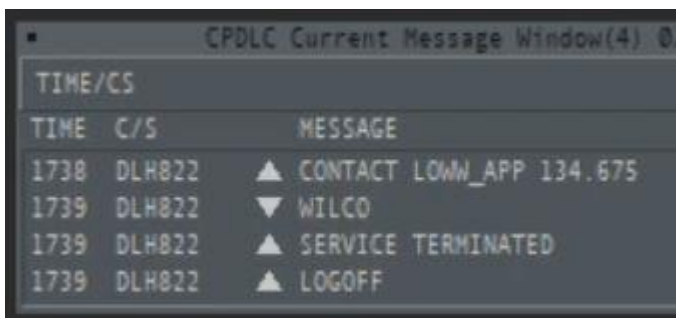 CPDLC Current Message Window(4)
TIME/CS
TIME C/S MESSAGE
1738 DLH822 ▲ CONTACT LOWW_APP 134.675
1739 DLH822 ▼ WILCO
1739 DLH822 ▲ SERVICE TERMINATED
1739 DLH822 ▲ LOGOFF